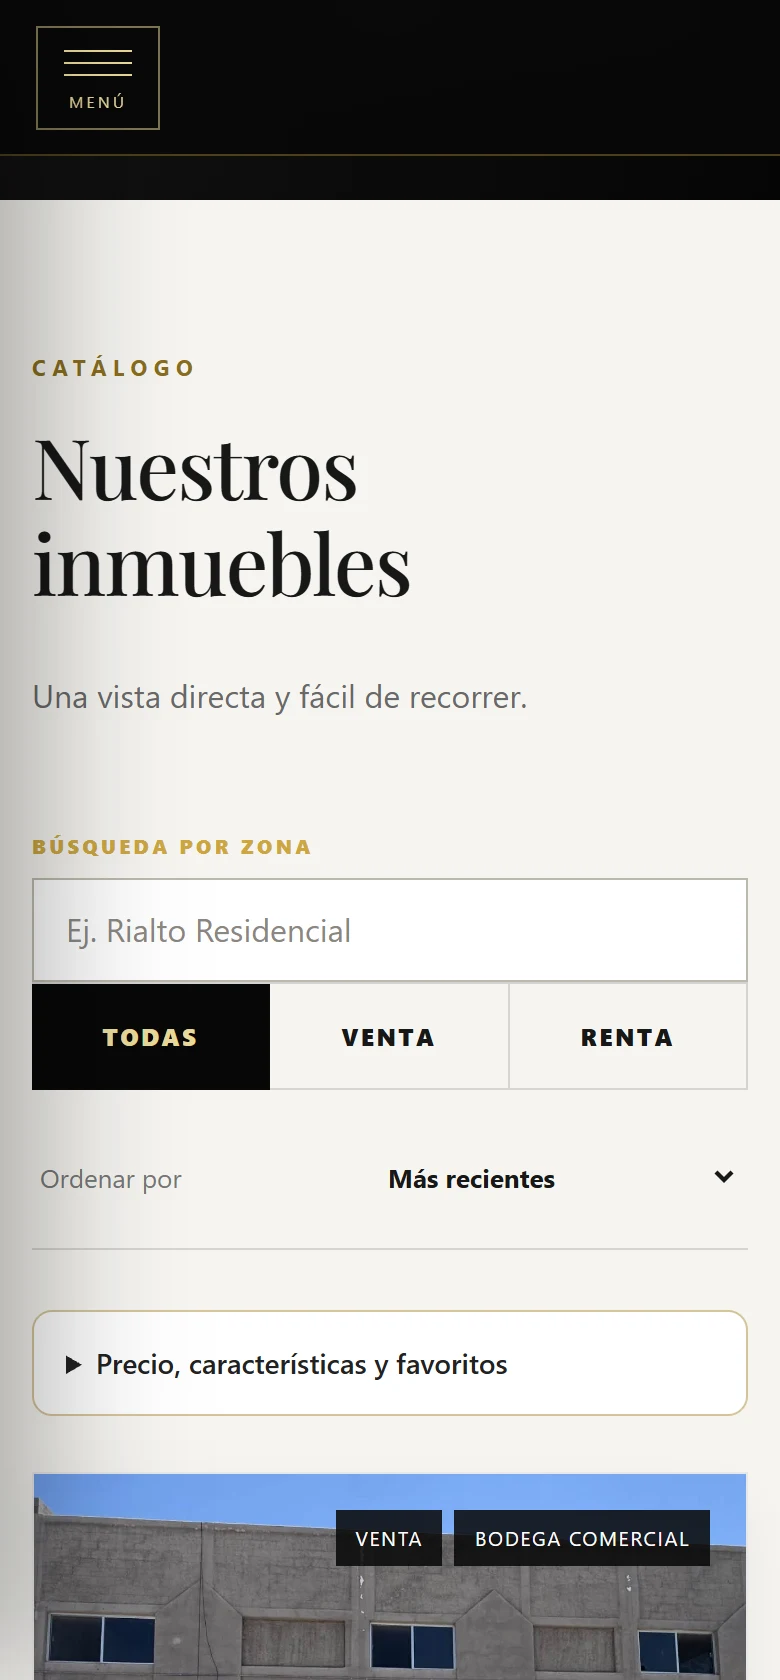 MENÚ
CATÁLOGO
Nuestros
inmuebles
Una vista directa y fácil de recorrer.
BÚSQUEDA POR ZONA
Ej. Rialto Residencial
TODAS VENTA RENTA
Ordenar por Más recientes
Precio, características y favoritos
VENTA BODEGA COMERCIAL